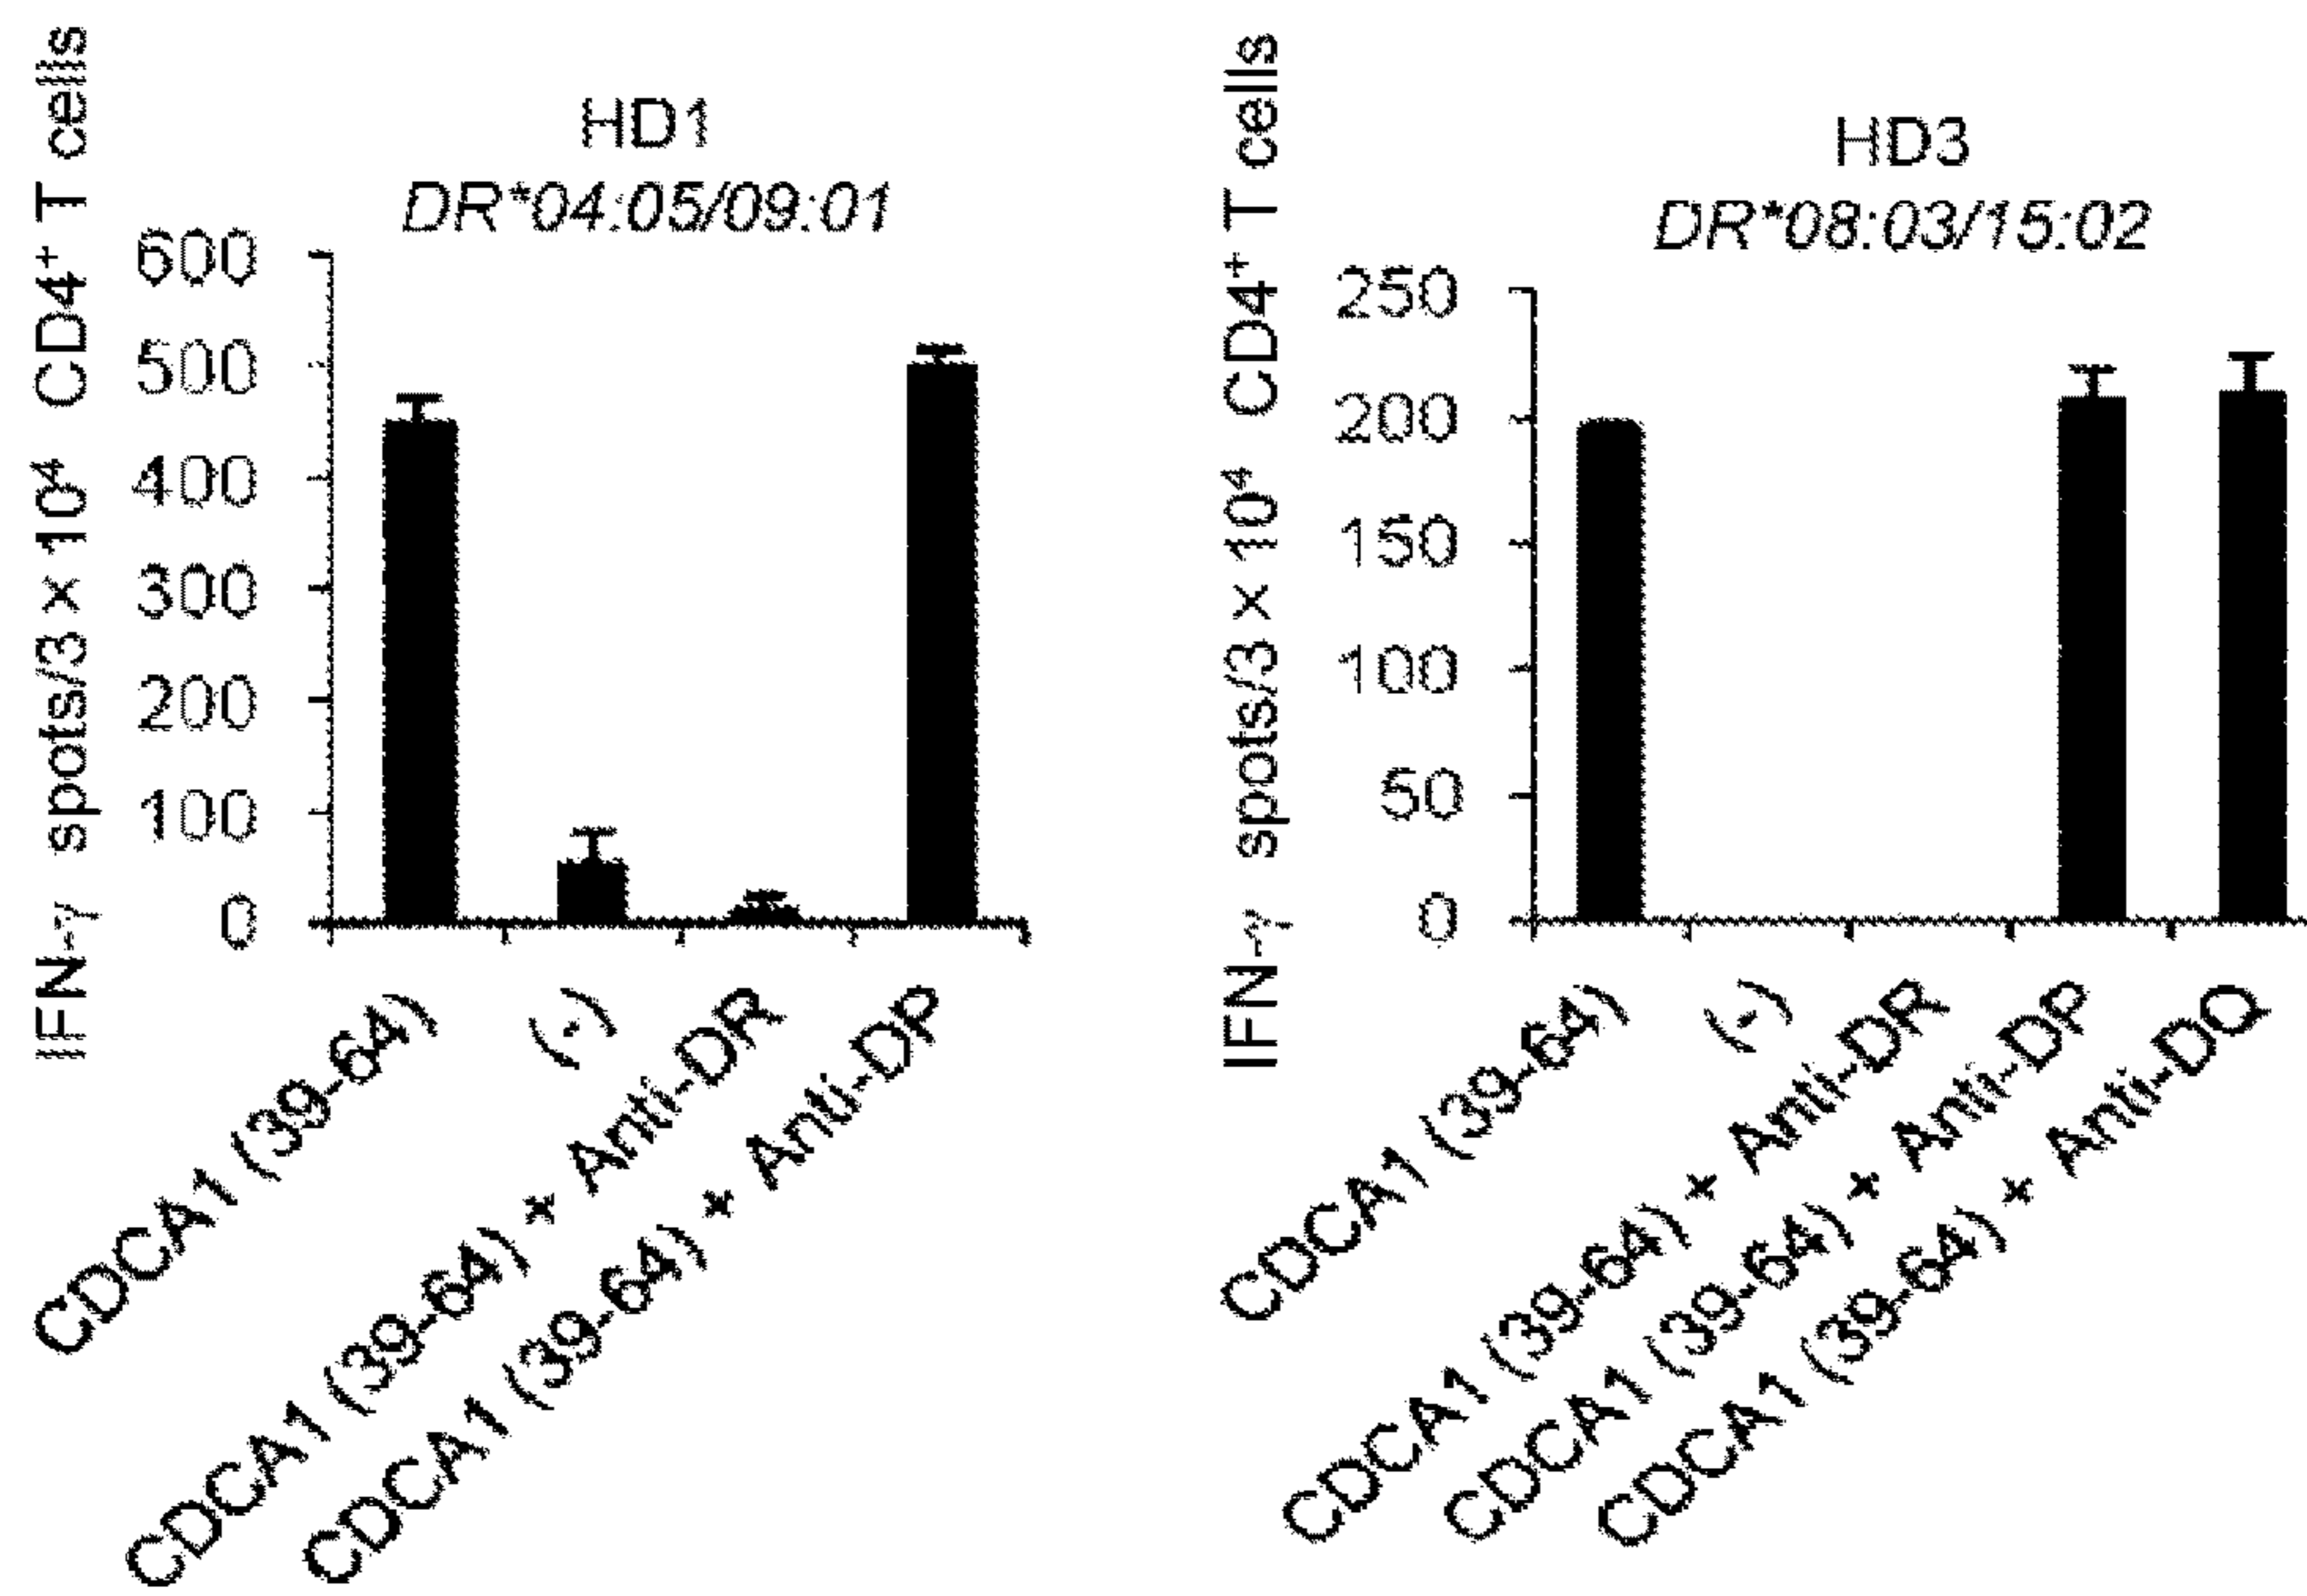 IFN-γ spots/3 × 10⁴ CD4⁺ T cells
HD1
DR*04:05/09:01
600
500
400
300
200
100
0
CDCA1 (39-64)
(-)
CDCA1 (39-64) + Anti-DR
CDCA1 (39-64) + Anti-DP
IFN-γ spots/3 × 10⁴ CD4⁺ T cells
HD3
DR*08:03/15:02
250
200
150
100
50
0
CDCA1 (39-64)
(-)
CDCA1 (39-64) + Anti-DR
CDCA1 (39-64) + Anti-DP
CDCA1 (39-64) + Anti-DQ